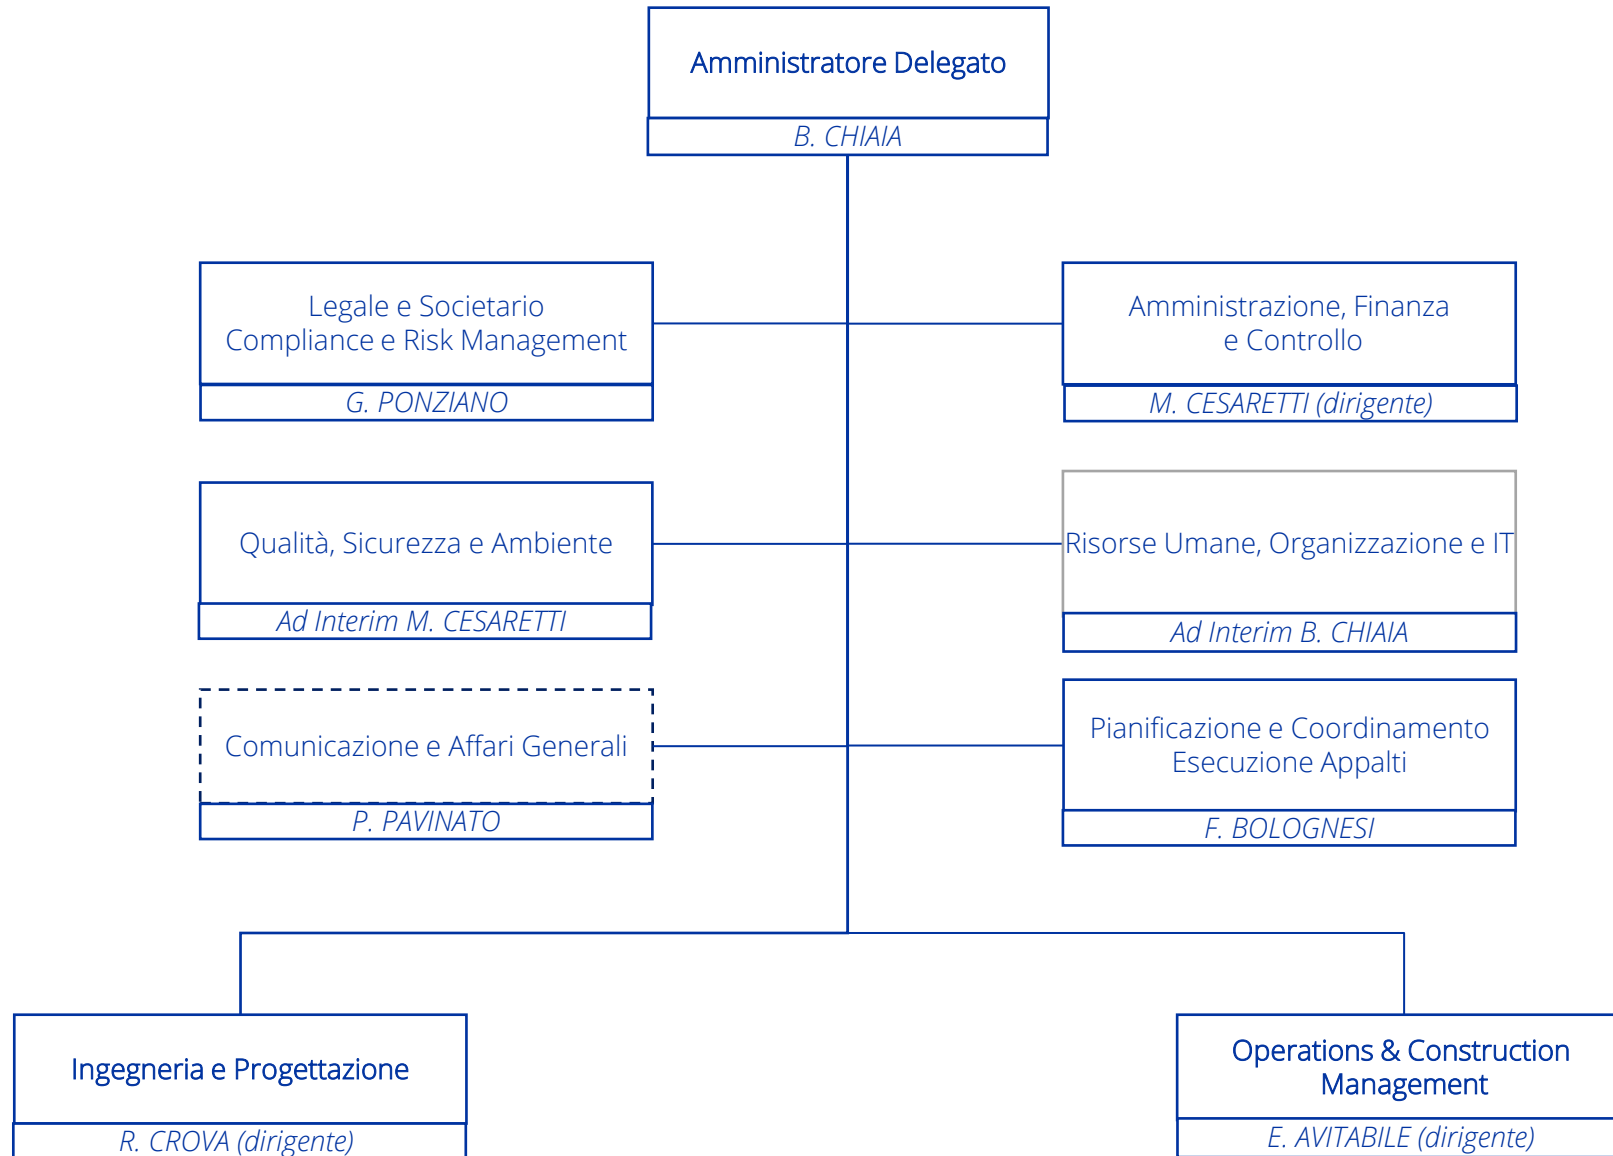 Amministratore Delegato
B. CHIAIA
Legale e Societario
Compliance e Risk Management
G. PONZIANO
Amministrazione, Finanza
e Controllo
M. CESARETTI (dirigente)
Qualità, Sicurezza e Ambiente
Ad Interim M. CESARETTI
Risorse Umane, Organizzazione e IT
Ad Interim B. CHIAIA
Comunicazione e Affari Generali
P. PAVINATO
Pianificazione e Coordinamento
Esecuzione Appalti
F. BOLOGNESI
Ingegneria e Progettazione
R. CROVA (dirigente)
Operations & Construction
Management
E. AVITABILE (dirigente)